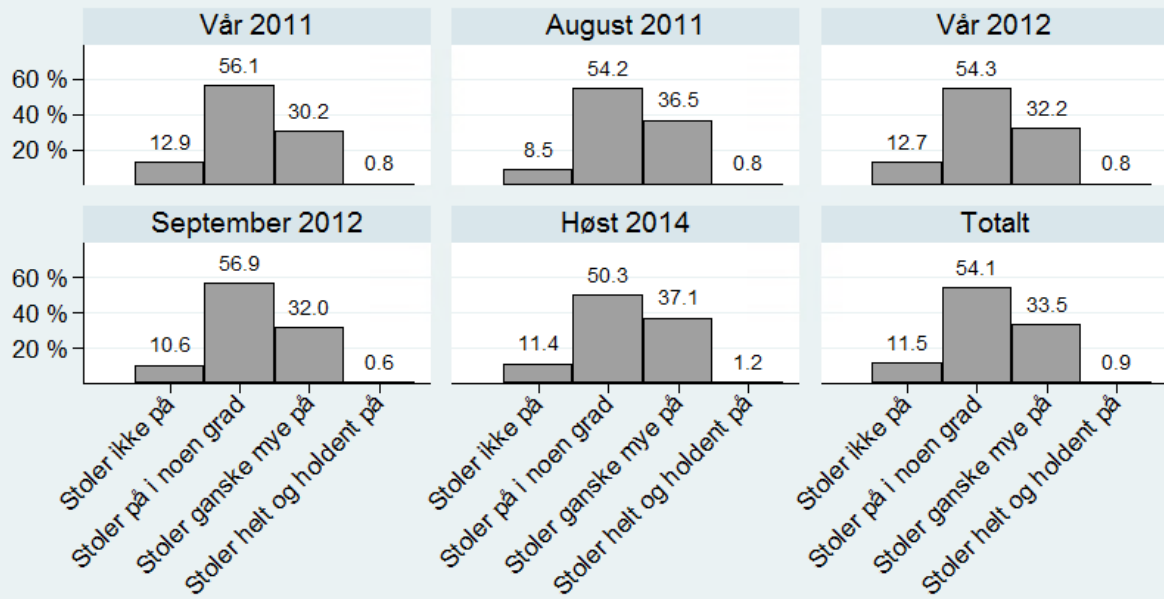 Vår 2011
August 2011
Vår 2012
60 %
40 %
20 %
12.9
56.1
30.2
0.8
8.5
54.2
36.5
0.8
12.7
54.3
32.2
0.8
September 2012
Høst 2014
Totalt
60 %
40 %
20 %
10.6
56.9
32.0
0.6
11.4
50.3
37.1
1.2
11.5
54.1
33.5
0.9
Stoler ikke på
Stoler på i noen grad
Stoler ganske mye på
Stoler helt og holdent på
Stoler ikke på
Stoler på i noen grad
Stoler ganske mye på
Stoler helt og holdent på
Stoler ikke på
Stoler på i noen grad
Stoler ganske mye på
Stoler helt og holdent på